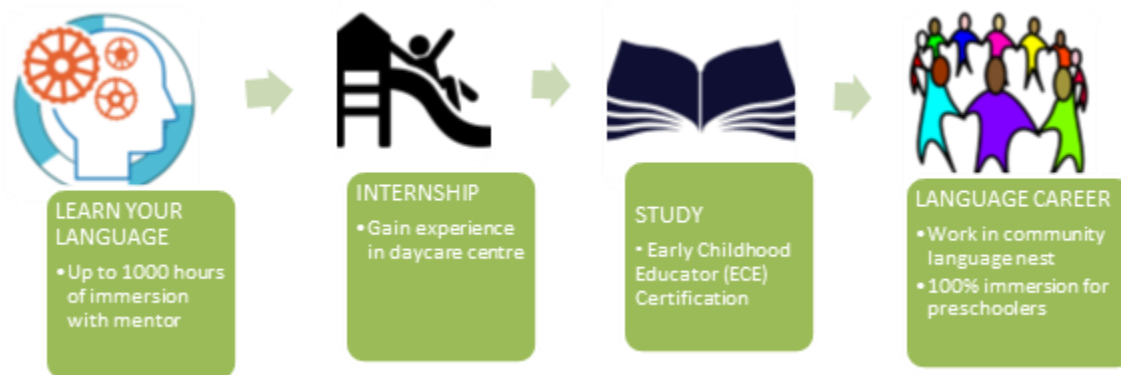 LEARN YOUR
LANGUAGE
•Up to 1000 hours
of immersion
with mentor
INTERNSHIP
•Gain experience
in daycare centre
STUDY
• Early Childhood
Educator (ECE)
Certification
LANGUAGE CAREER
•Work in community
language nest
•100% immersion for
preschoolers